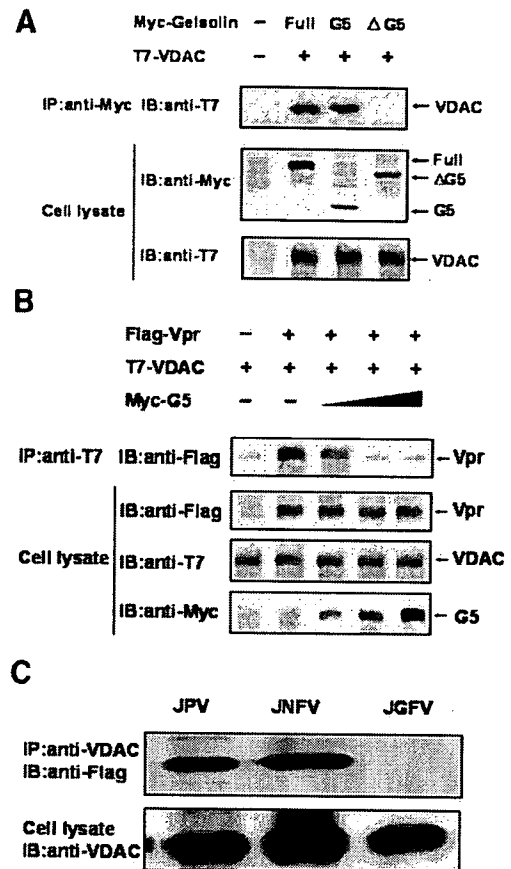 A
Myc-Gelsolin – Full G5 ΔG5
T7-VDAC – + + +
IP:anti-Myc IB:anti-T7 ← VDAC
IB:anti-Myc ← Full
← ΔG5
Cell lysate
← G5
IB:anti-T7 ← VDAC
B
Flag-Vpr – + + + +
T7-VDAC + + + + +
Myc-G5 – –
IP:anti-T7 IB:anti-Flag ← Vpr
IB:anti-Flag ← Vpr
Cell lysate IB:anti-T7 ← VDAC
IB:anti-Myc ← G5
C
JPV JNFV JGFV
IP:anti-VDAC
IB:anti-Flag
Cell lysate
IB:anti-VDAC